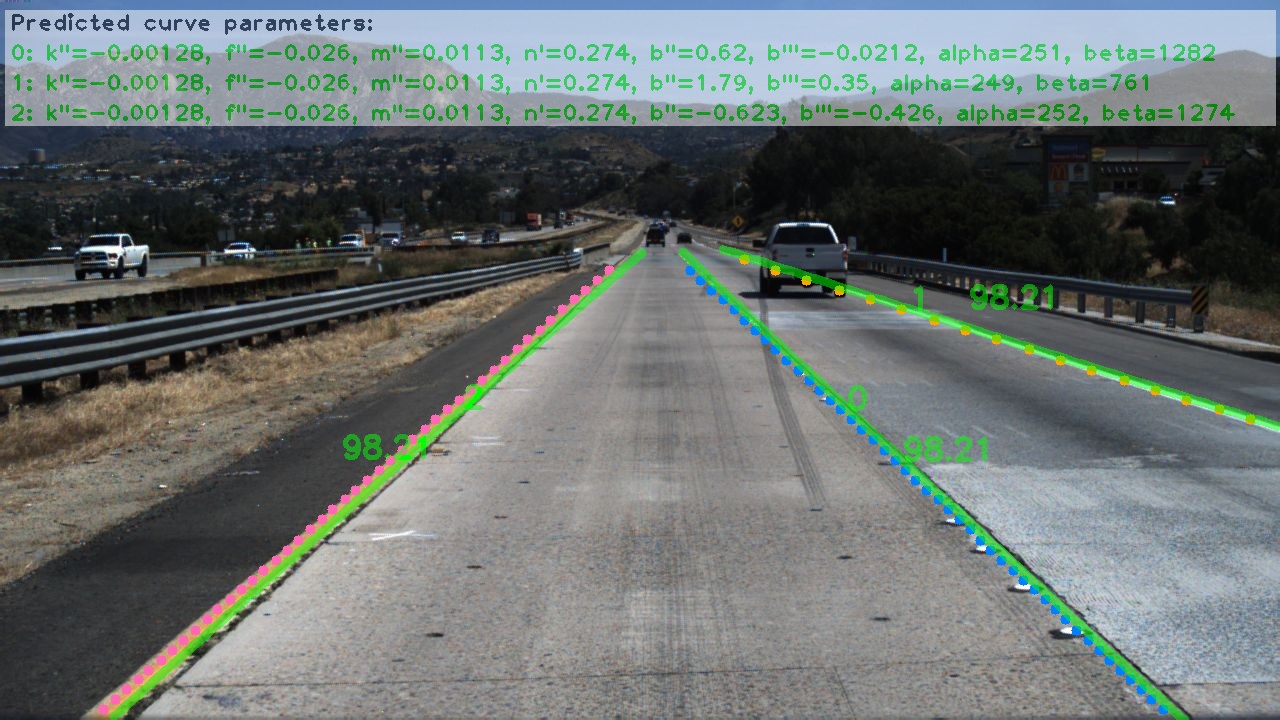 Predicted curve parameters:
0: k''=-0.00128, f''=-0.026, m''=0.0113, n'=0.274, b''=0.62, b'''=-0.0212, alpha=251, beta=1282
1: k''=-0.00128, f''=-0.026, m''=0.0113, n'=0.274, b''=1.79, b'''=0.35, alpha=249, beta=761
2: k''=-0.00128, f''=-0.026, m''=0.0113, n'=0.274, b''=-0.623, b'''=-0.426, alpha=252, beta=1274
1 98.21
2 0
98.21 98.21